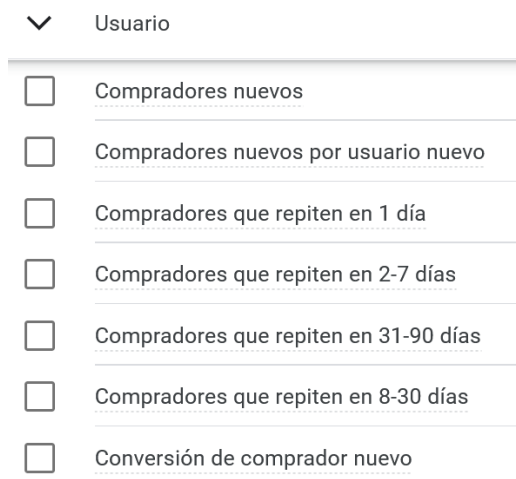 Usuario
Compradores nuevos
Compradores nuevos por usuario nuevo
Compradores que repiten en 1 día
Compradores que repiten en 2-7 días
Compradores que repiten en 31-90 días
Compradores que repiten en 8-30 días
Conversión de comprador nuevo